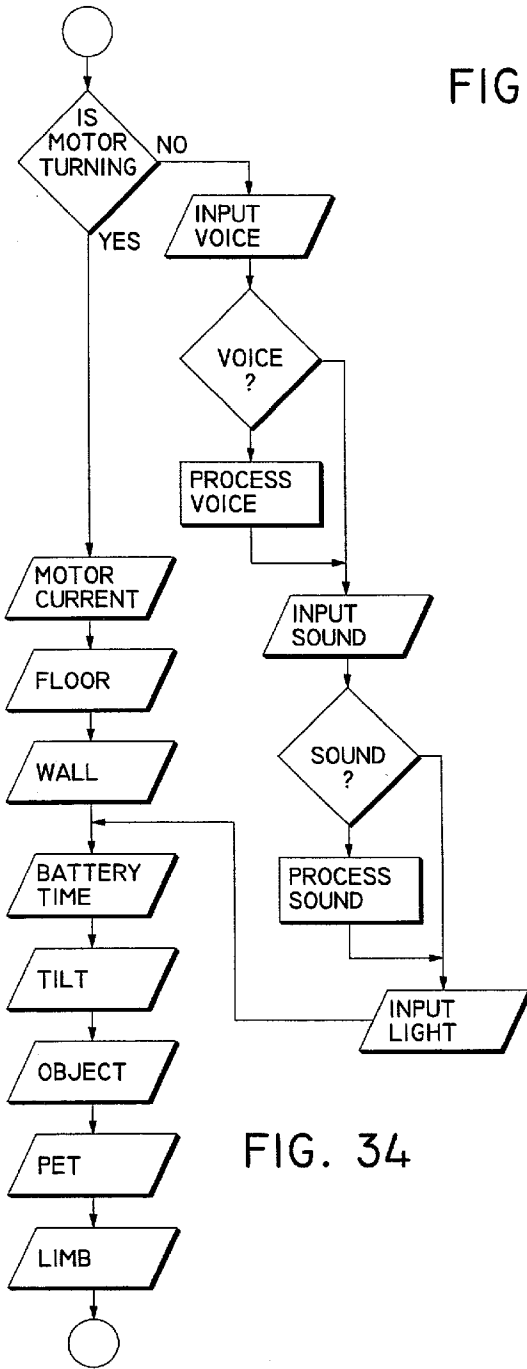 FIG
IS
MOTOR
TURNING
NO
YES
INPUT
VOICE
VOICE
?
PROCESS
VOICE
MOTOR
CURRENT
INPUT
SOUND
FLOOR
WALL
SOUND
?
BATTERY
TIME
PROCESS
SOUND
TILT
INPUT
LIGHT
OBJECT
PET
FIG. 34
LIMB